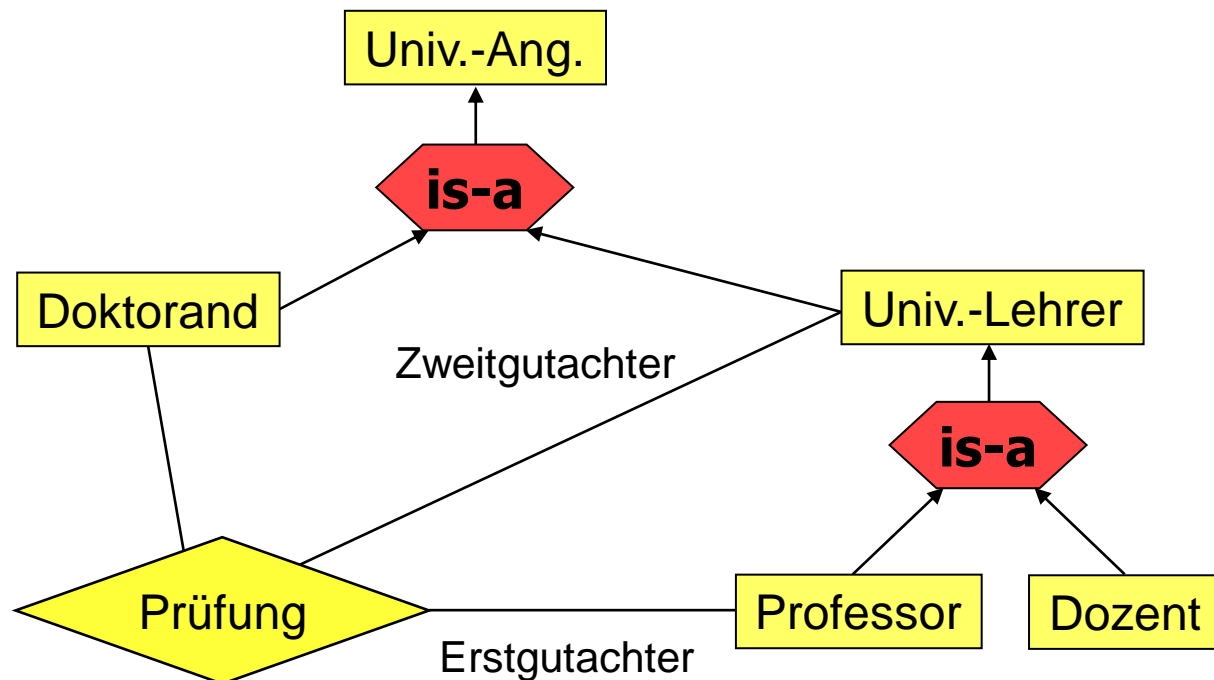 Univ.-Ang.
is-a
Doktorand
Univ.-Lehrer
Zweitgutachter
is-a
Prüfung
Professor
Dozent
Erstgutachter